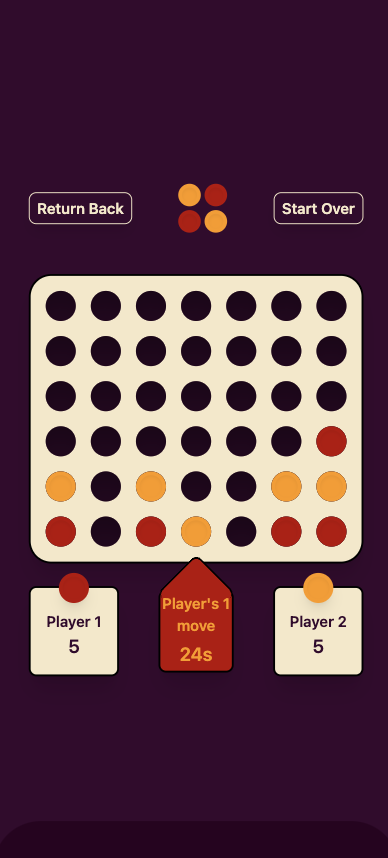 Return Back
Start Over
Player's 1
move
24s
Player 1
5
Player 2
5